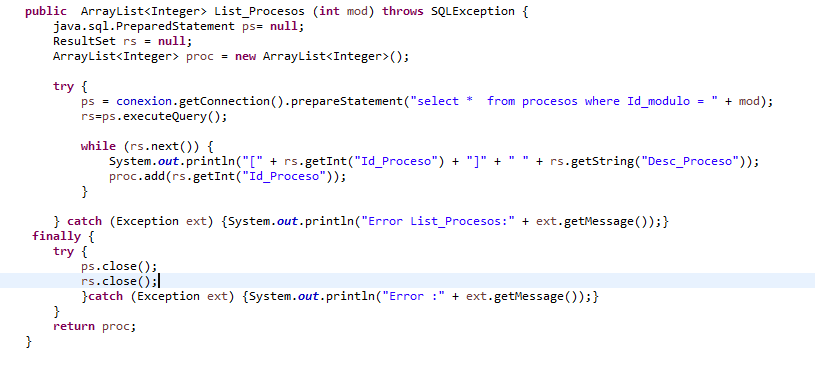 public  ArrayList<Integer> List_Procesos (int mod) throws SQLException {
java.sql.PreparedStatement ps= null;
ResultSet rs = null;
ArrayList<Integer> proc = new ArrayList<Integer>();
try {
ps = conexion.getConnection().prepareStatement("select *  from procesos where Id_modulo = " + mod);
rs=ps.executeQuery();
while (rs.next()) {
System.out.println("[" + rs.getInt("Id_Proceso") + "]" + " " + rs.getString("Desc_Proceso"));
proc.add(rs.getInt("Id_Proceso"));
}
} catch (Exception ext) {System.out.println("Error List_Procesos:" + ext.getMessage());}
finally {
try {
ps.close();
rs.close();
}catch (Exception ext) {System.out.println("Error :" + ext.getMessage());}
}
return proc;
}